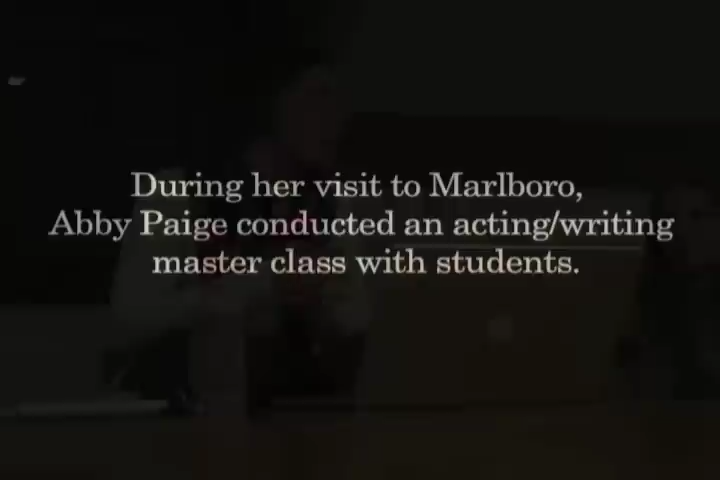 During her visit to Marlboro,
Abby Paige conducted an acting/writing
master class with students.